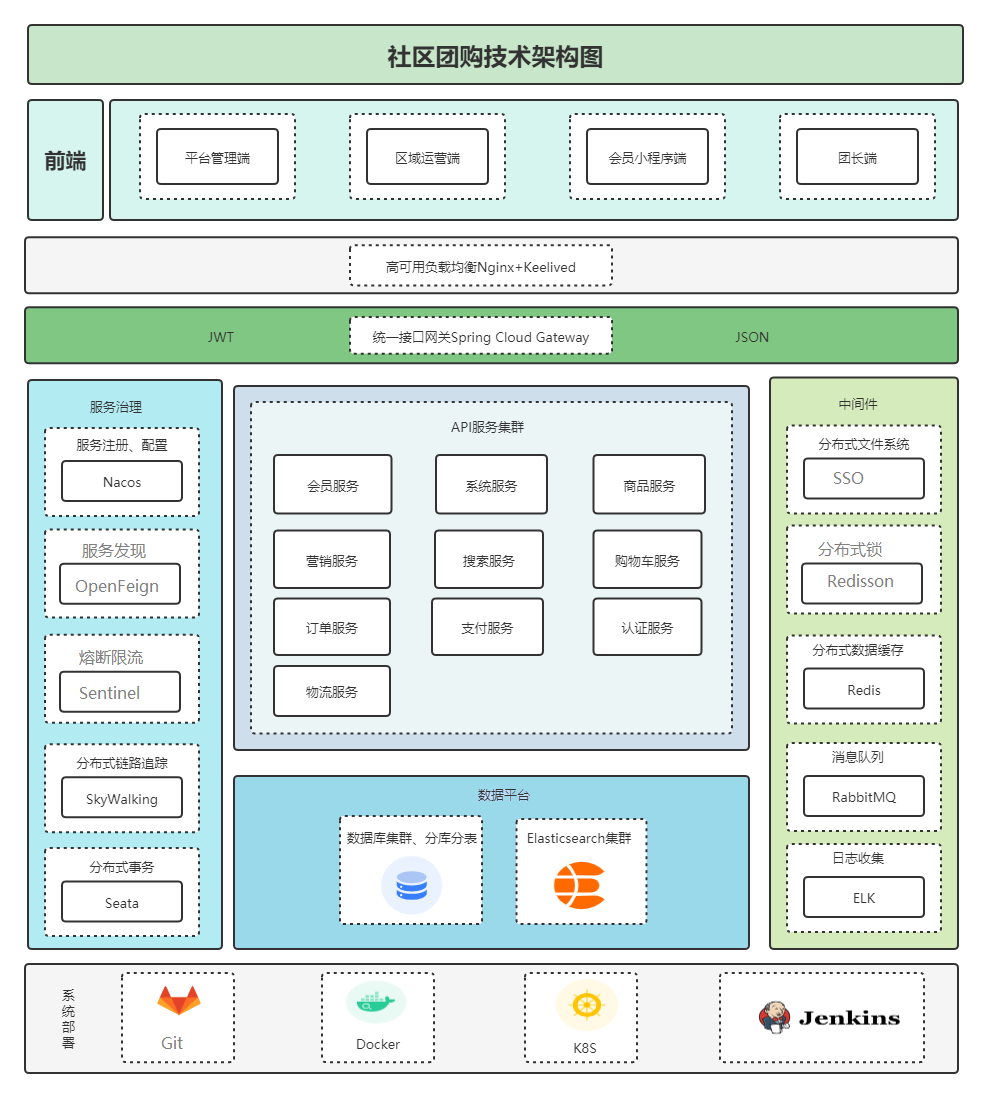 社区团购技术架构图
前端
平台管理端
区域运营端
会员小程序端
团长端
高可用负载均衡Nginx+Keelived
JWT
统一接口网关Spring Cloud Gateway
JSON
服务治理
服务注册、配置
Nacos
服务发现
OpenFeign
熔断限流
Sentinel
分布式链路追踪
SkyWalking
分布式事务
Seata
API服务集群
会员服务
系统服务
商品服务
营销服务
搜索服务
购物车服务
订单服务
支付服务
认证服务
物流服务
数据平台
数据库集群、分库分表
Elasticsearch集群
中间件
分布式文件系统
SSO
分布式锁
Redisson
分布式数据缓存
Redis
消息队列
RabbitMQ
日志收集
ELK
系统部署
Git
Docker
K8S
Jenkins